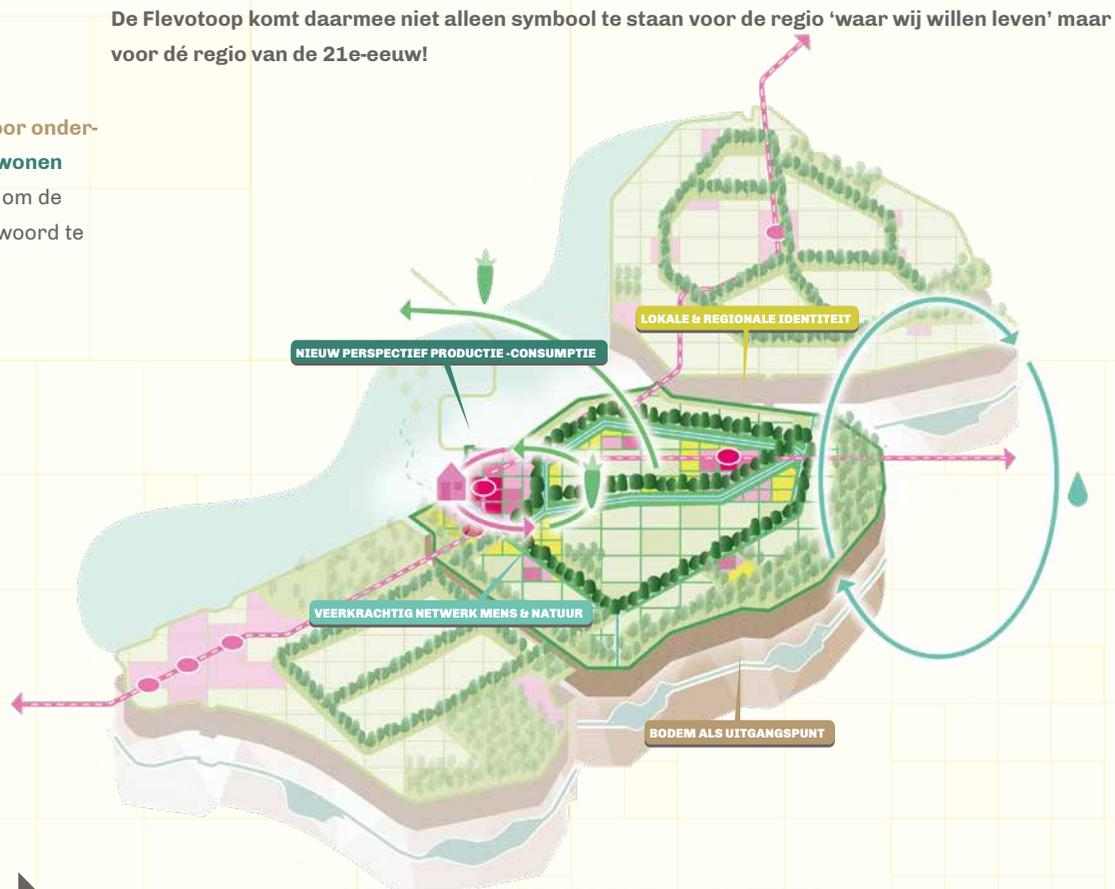 De Flevotoop komt daarmee niet alleen symbool te staan voor de regio ‘waar wij willen leven’ maar
voor dé regio van de 21e-eeuw!
oor onder-
wonen
om de
woord te
LOKALE & REGIONALE IDENTITEIT
NIEUW PERSPECTIEF PRODUCTIE -CONSUMPTIE
VEERKRACHTIG NETWERK MENS & NATUUR
BODEM ALS UITGANGSPUNT